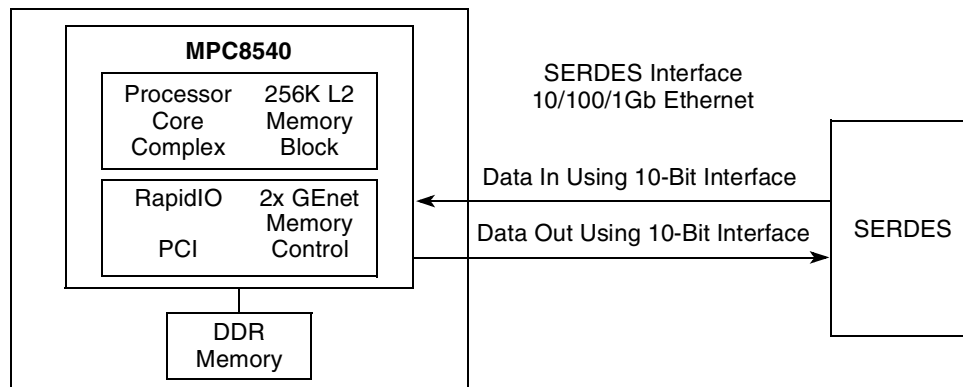 MPC8540
Processor 256K L2
Core Memory
Complex Block
RapidIO 2x GEnet
Memory
PCI Control
DDR
Memory
SERDES Interface
10/100/1Gb Ethernet
Data In Using 10-Bit Interface
Data Out Using 10-Bit Interface
SERDES